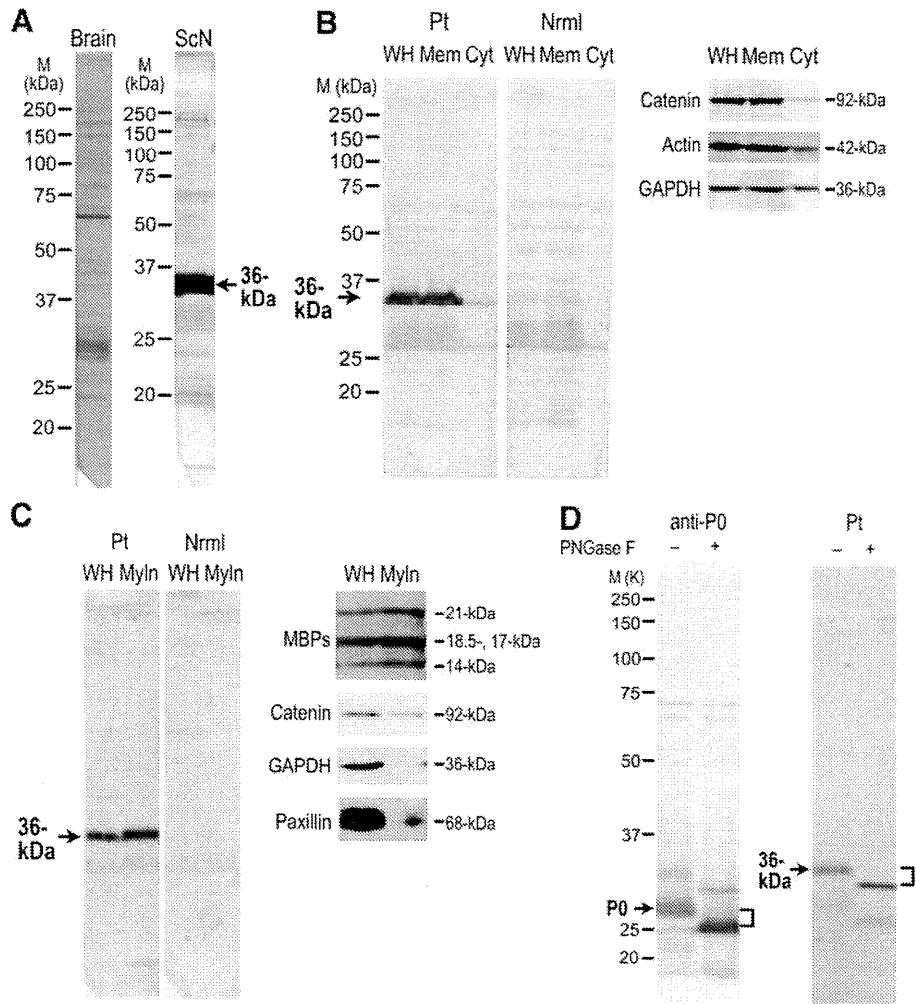 A
Brain
ScN
M
(kDa)
250
150
100
75
50
37
25
20
M
(kDa)
250
150
100
75
50
37
25
20
36-
kDa
B
Pt
Nrml
WH Mem Cyt
WH Mem Cyt
M (kDa)
250
150
100
75
50
37
25
20
36-
kDa
WH Mem Cyt
Catenin
92-kDa
Actin
42-kDa
GAPDH
36-kDa
C
Pt
Nrml
WH Myln
WH Myln
36-
kDa
WH Myln
MBPs
21-kDa
18.5-, 17-kDa
14-kDa
Catenin
92-kDa
GAPDH
36-kDa
Paxillin
68-kDa
D
anti-P0
Pt
PNGase F
– +
– +
M (K)
250
150
100
75
50
37
25
20
P0
36-
kDa